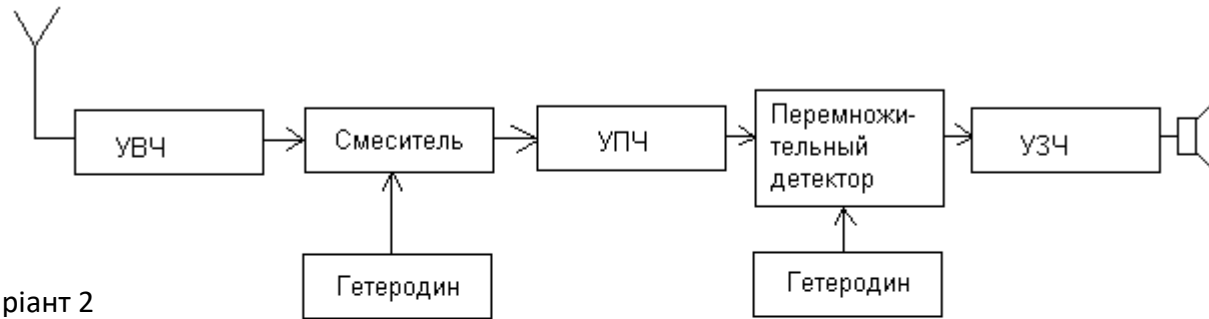 УВЧ
Смеситель
УПЧ
Перемножи-
тельный
детектор
УЗЧ
Гетеродин
Гетеродин
ріант 2